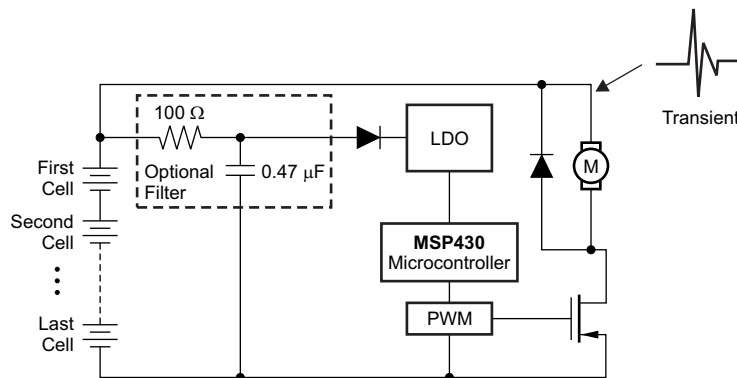 Transient
100 Ω
LDO
Optional
Filter
0.47 μF
M
First
Cell
Second
Cell
MSP430
Microcontroller
PWM
Last
Cell